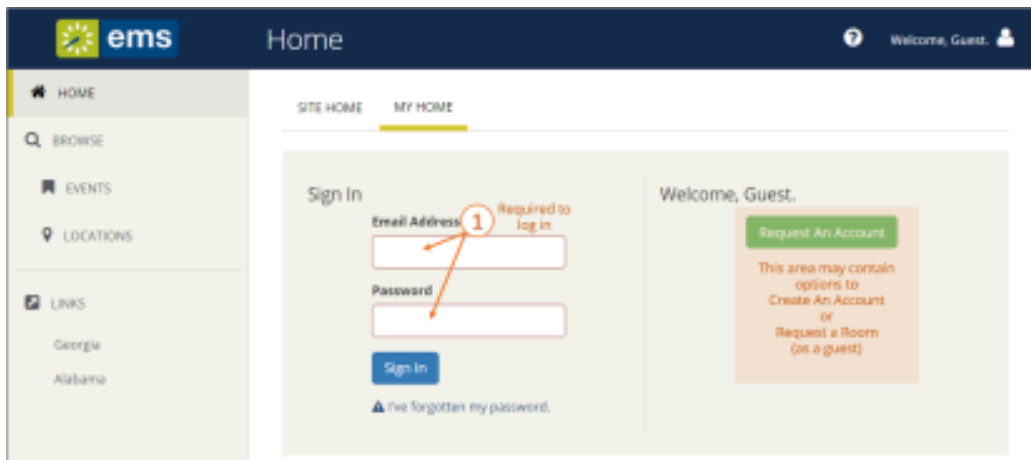 ems
Home
Welcome, Guest.
HOME
BROWSE
EVENTS
LOCATIONS
LINKS
Georgia
Alabama
SITE HOME MY HOME
Sign In
Email Address
1
Required to
log in
Password
Sign In
I've forgotten my password.
Welcome, Guest.
Request An Account
This area may contain
options to
Create An Account
or
Request a Room
(as a guest)